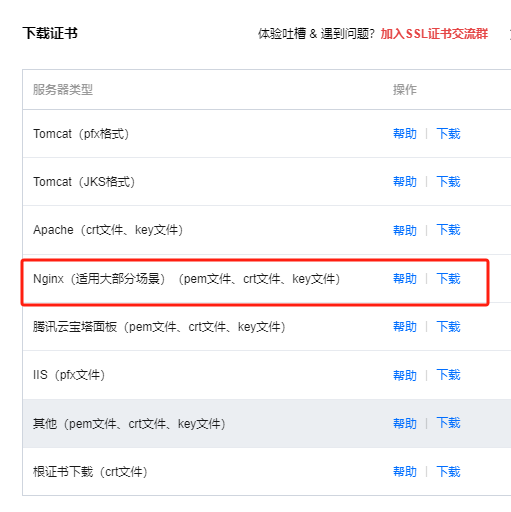 下载证书 体验吐槽 & 遇到问题？加入SSL证书交流群
服务器类型 操作
Tomcat（pfx格式） 帮助 | 下载
Tomcat（JKS格式） 帮助 | 下载
Apache（crt文件、key文件） 帮助 | 下载
Nginx（适用大部分场景）（pem文件、crt文件、key文件） 帮助 | 下载
腾讯云宝塔面板（pem文件、crt文件、key文件） 帮助 | 下载
IIS（pfx文件） 帮助 | 下载
其他（pem文件、crt文件、key文件） 帮助 | 下载
根证书下载（crt文件） 帮助 | 下载